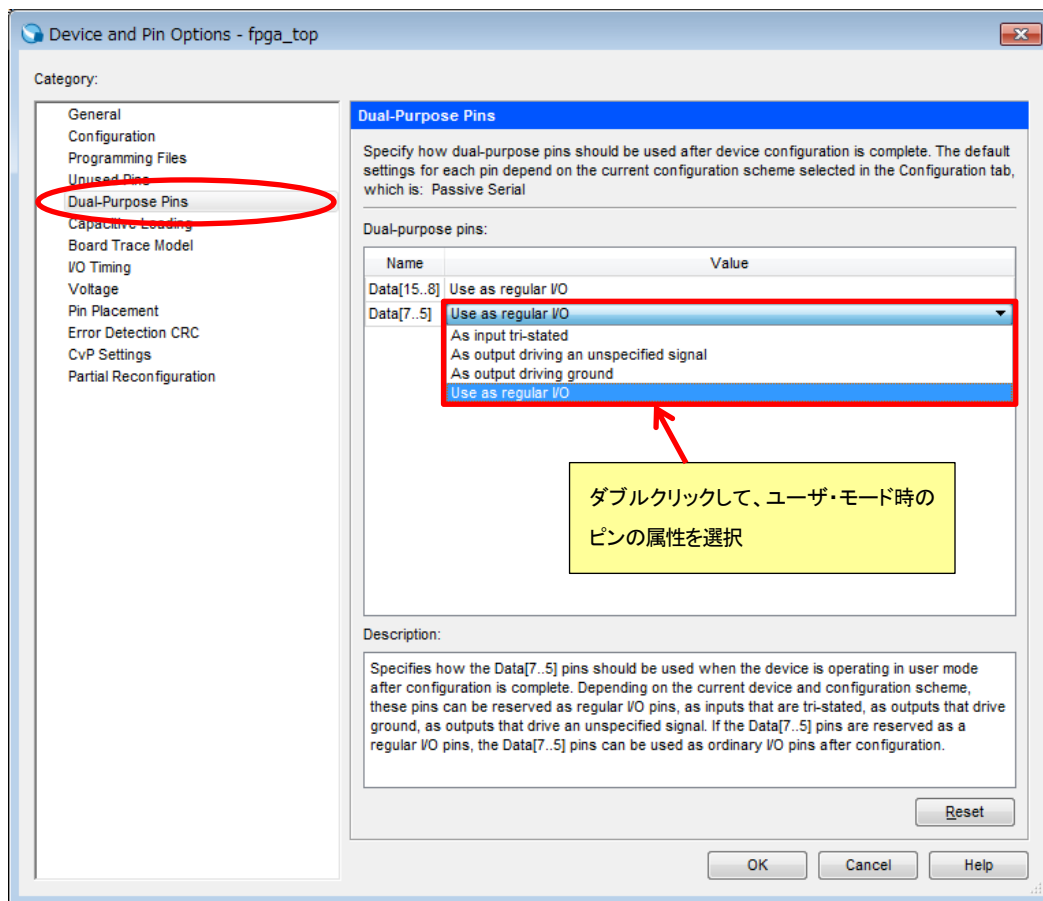 Device and Pin Options - fpga_top
Category:
General
Configuration
Programming Files
Unused Pins
Dual-Purpose Pins
Capacitive Loading
Board Trace Model
I/O Timing
Voltage
Pin Placement
Error Detection CRC
CvP Settings
Partial Reconfiguration
Dual-Purpose Pins
Specify how dual-purpose pins should be used after device configuration is complete. The default
settings for each pin depend on the current configuration scheme selected in the Configuration tab,
which is: Passive Serial
Dual-purpose pins:
Name Value
Data[15..8] Use as regular I/O
Data[7..5] Use as regular I/O
As input tri-stated
As output driving an unspecified signal
As output driving ground
Use as regular I/O
ダブルクリックして、ユーザ・モード時の
ピンの属性を選択
Description:
Specifies how the Data[7..5] pins should be used when the device is operating in user mode
after configuration is complete. Depending on the current device and configuration scheme,
these pins can be reserved as regular I/O pins, as inputs that are tri-stated, as outputs that drive
ground, as outputs that drive an unspecified signal. If the Data[7..5] pins are reserved as a
regular I/O pins, the Data[7..5] pins can be used as ordinary I/O pins after configuration.
Reset
OK Cancel Help